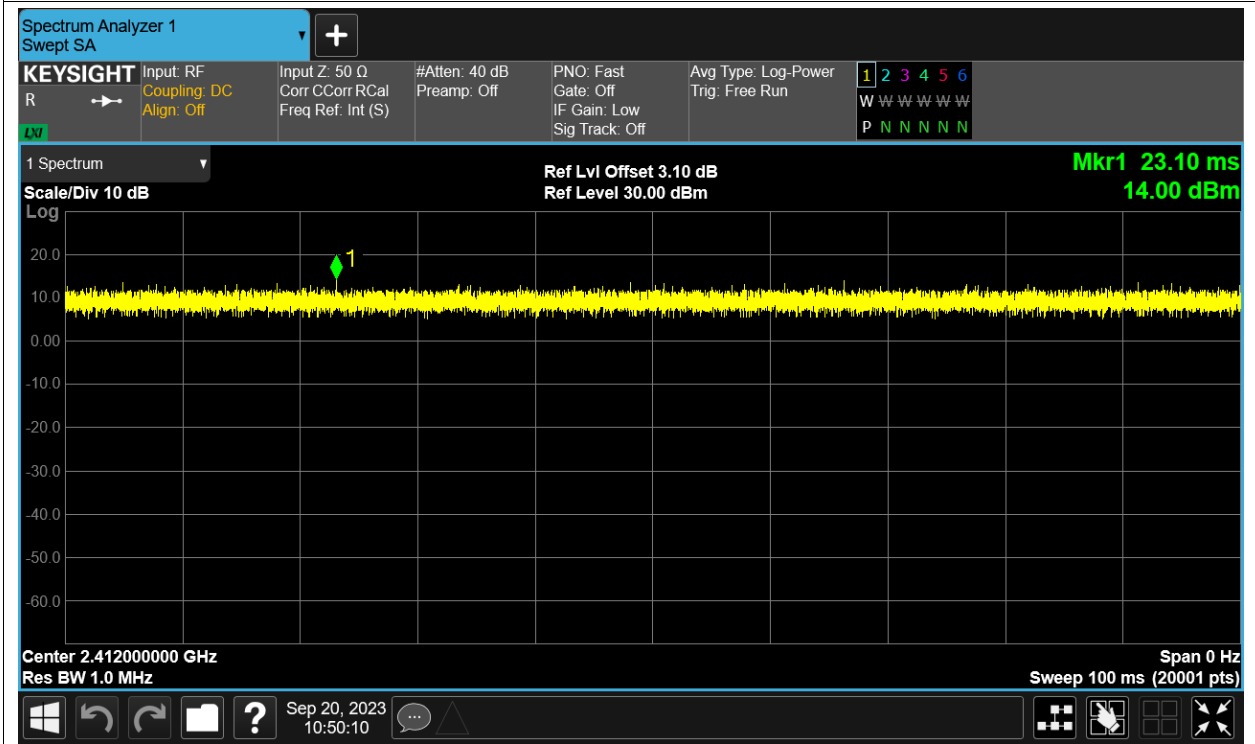 Spectrum Analyzer 1
Swept SA
+
KEYSIGHT
R
LXI
Input: RF
Coupling: DC
Align: Off
Input Z: 50 Ω
Corr CCorr RCal
Freq Ref: Int (S)
#Atten: 40 dB
Preamp: Off
PNO: Fast
Gate: Off
IF Gain: Low
Sig Track: Off
Avg Type: Log-Power
Trig: Free Run
1 2 3 4 5 6
W W W W W W
P N N N N N
1 Spectrum
Scale/Div 10 dB
Log
Ref Lvl Offset 3.10 dB
Ref Level 30.00 dBm
Mkr1 23.10 ms
14.00 dBm
1
20.0
10.0
0.00
-10.0
-20.0
-30.0
-40.0
-50.0
-60.0
Center 2.412000000 GHz
Res BW 1.0 MHz
Span 0 Hz
Sweep 100 ms (20001 pts)
?
Sep 20, 2023
10:50:10